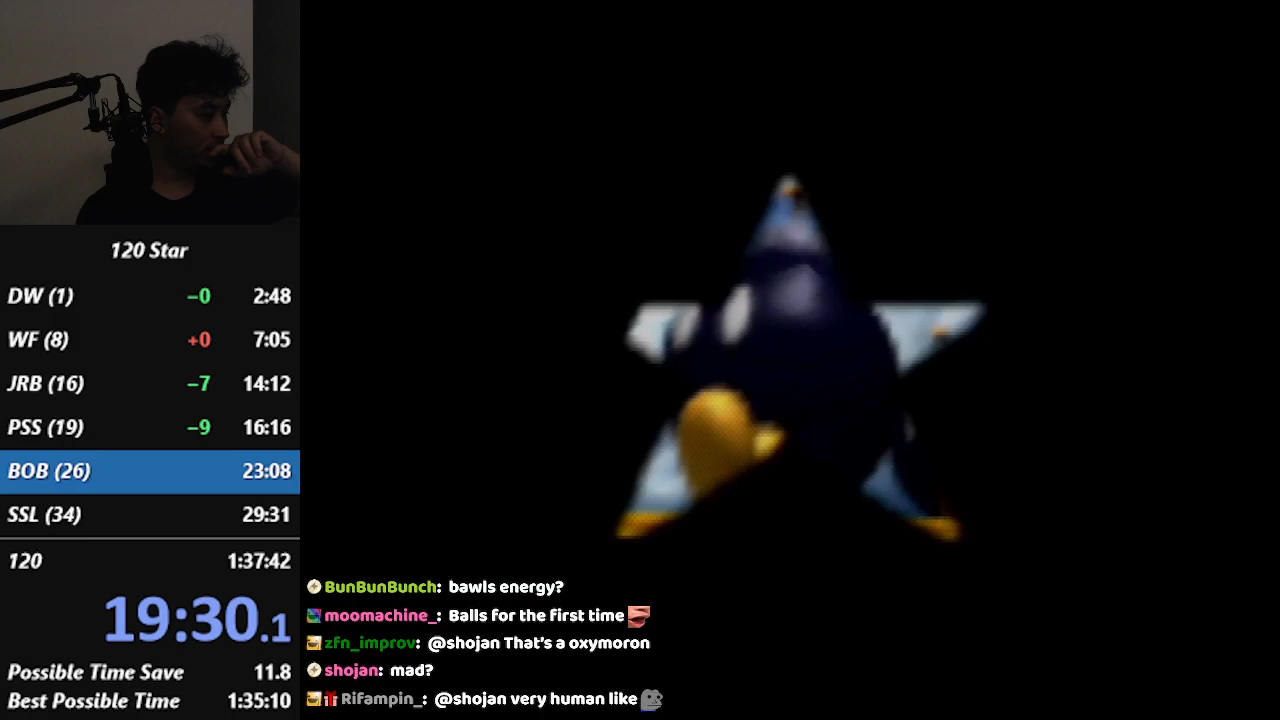 120 Star
DW (1) −0 2:48
WF (8) +0 7:05
JRB (16) −7 14:12
PSS (19) −9 16:16
BOB (26) 23:08
SSL (34) 29:31
120 1:37:42
19:30.1
Possible Time Save 11.8
Best Possible Time 1:35:10
BunBunBunch: bawls energy?
moomachine_: Balls for the first time
zfn_improv: @shojan That's a oxymoron
shojan: mad?
Rifampin_: @shojan very human like